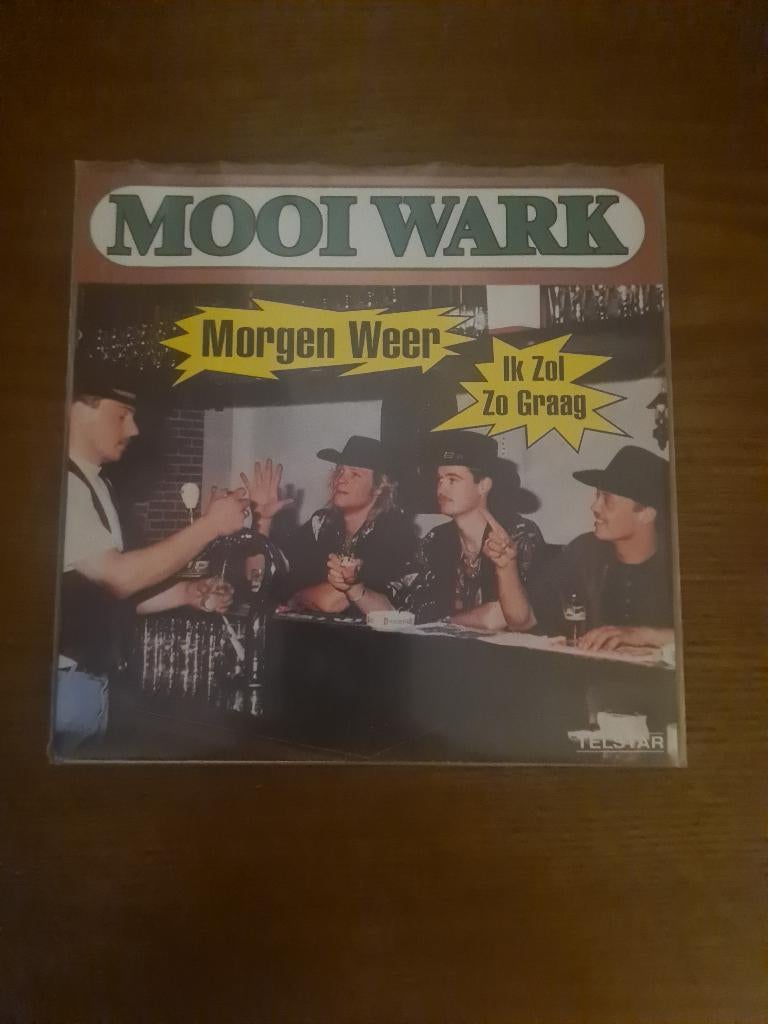 MOOI WARK
Morgen Weer
Ik Zol
Zo Graag
TELSTAR